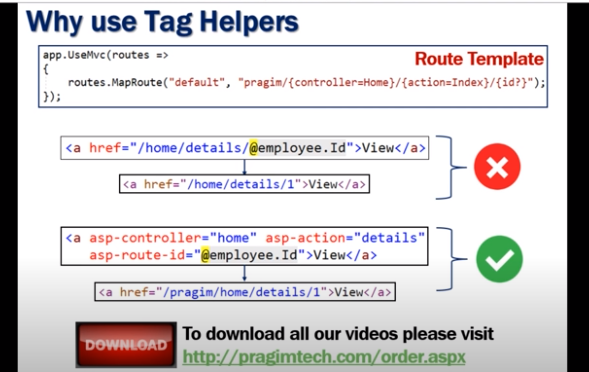 Why use Tag Helpers
app.UseMvc(routes =>
Route Template
{
routes.MapRoute("default", "pragim/{controller=Home}/{action=Index}/{id?}");
});
<a href="/home/details/@employee.Id">View</a>
<a href="/home/details/1">View</a>
<a asp-controller="home" asp-action="details"
asp-route-id="@employee.Id">View</a>
<a href="/pragim/home/details/1">View</a>
DOWNLOAD
To download all our videos please visit
http://pragimtech.com/order.aspx